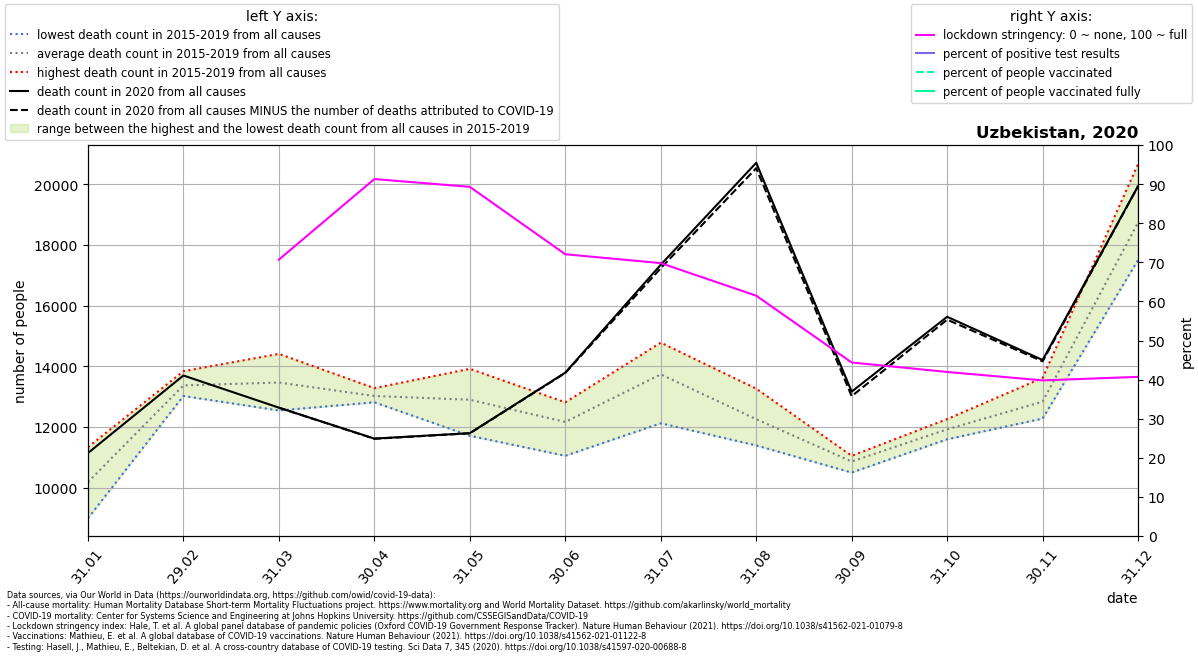 left Y axis:
lowest death count in 2015-2019 from all causes
average death count in 2015-2019 from all causes
highest death count in 2015-2019 from all causes
death count in 2020 from all causes
death count in 2020 from all causes MINUS the number of deaths attributed to COVID-19
range between the highest and the lowest death count from all causes in 2015-2019
right Y axis:
lockdown stringency: 0 ~ none, 100 ~ full
percent of positive test results
percent of people vaccinated
percent of people vaccinated fully
Uzbekistan, 2020
number of people
20000
18000
16000
14000
12000
10000
100
90
80
70
60
50
40
30
20
10
0
percent
31.01
29.02
31.03
30.04
31.05
30.06
31.07
31.08
30.09
31.10
30.11
31.12
date
Data sources, via Our World in Data (https://ourworldindata.org, https://github.com/owid/covid-19-data):
- All-cause mortality: Human Mortality Database Short-term Mortality Fluctuations project. https://www.mortality.org and World Mortality Dataset. https://github.com/akarlinsky/world_mortality
- COVID-19 mortality: Center for Systems Science and Engineering at Johns Hopkins University. https://github.com/CSSEGISandData/COVID-19
- Lockdown stringency index: Hale, T. et al. A global panel database of pandemic policies (Oxford COVID-19 Government Response Tracker). Nature Human Behaviour (2021). https://doi.org/10.1038/s41562-021-01079-8
- Vaccinations: Mathieu, E. et al. A global database of COVID-19 vaccinations. Nature Human Behaviour (2021). https://doi.org/10.1038/s41562-021-01122-8
- Testing: Hasell, J., Mathieu, E., Beltekian, D. et al. A cross-country database of COVID-19 testing. Sci Data 7, 345 (2020). https://doi.org/10.1038/s41597-020-00688-8